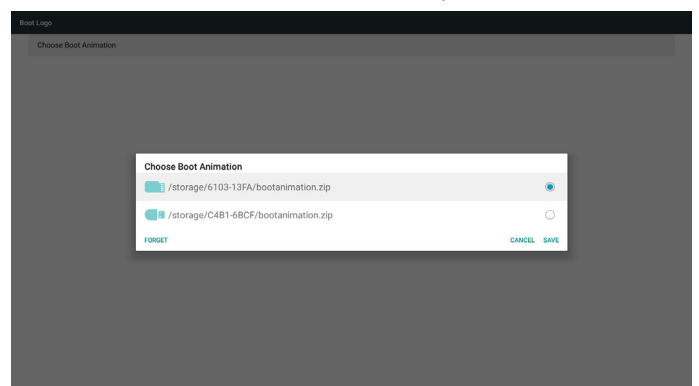 Boot Logo
Choose Boot Animation
Choose Boot Animation
/storage/6103-13FA/bootanimation.zip
/storage/C4B1-6BCF/bootanimation.zip
FORGET CANCEL SAVE